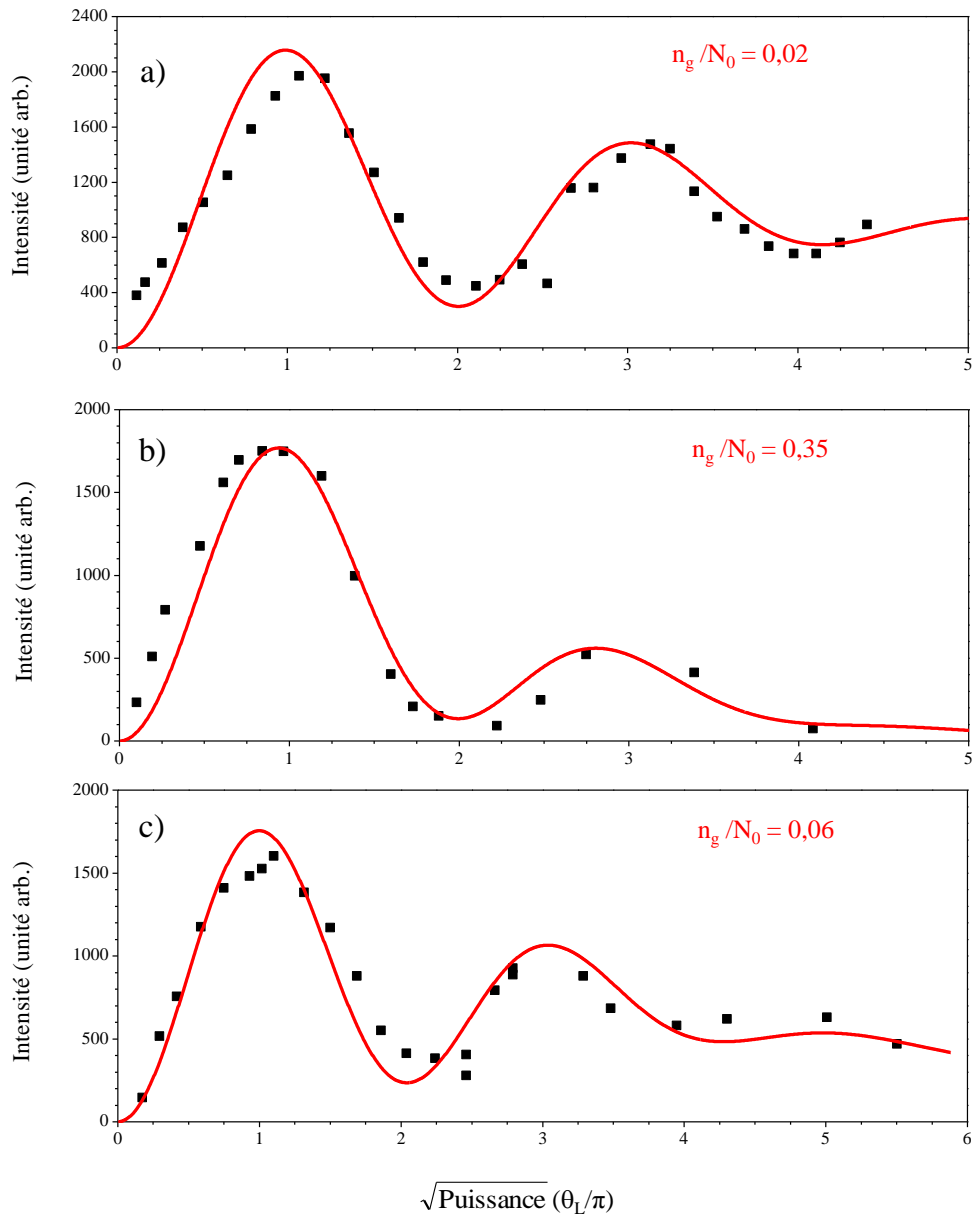 a)
n_g /N_0 = 0,02
Intensité (unité arb.)
2400
2000
1600
1200
800
400
0
0 1 2 3 4 5
b)
n_g /N_0 = 0,35
Intensité (unité arb.)
2000
1500
1000
500
0
0 1 2 3 4 5
c)
n_g /N_0 = 0,06
Intensité (unité arb.)
2000
1500
1000
500
0
0 1 2 3 4 5 6
√Puissance (θ_L/π)